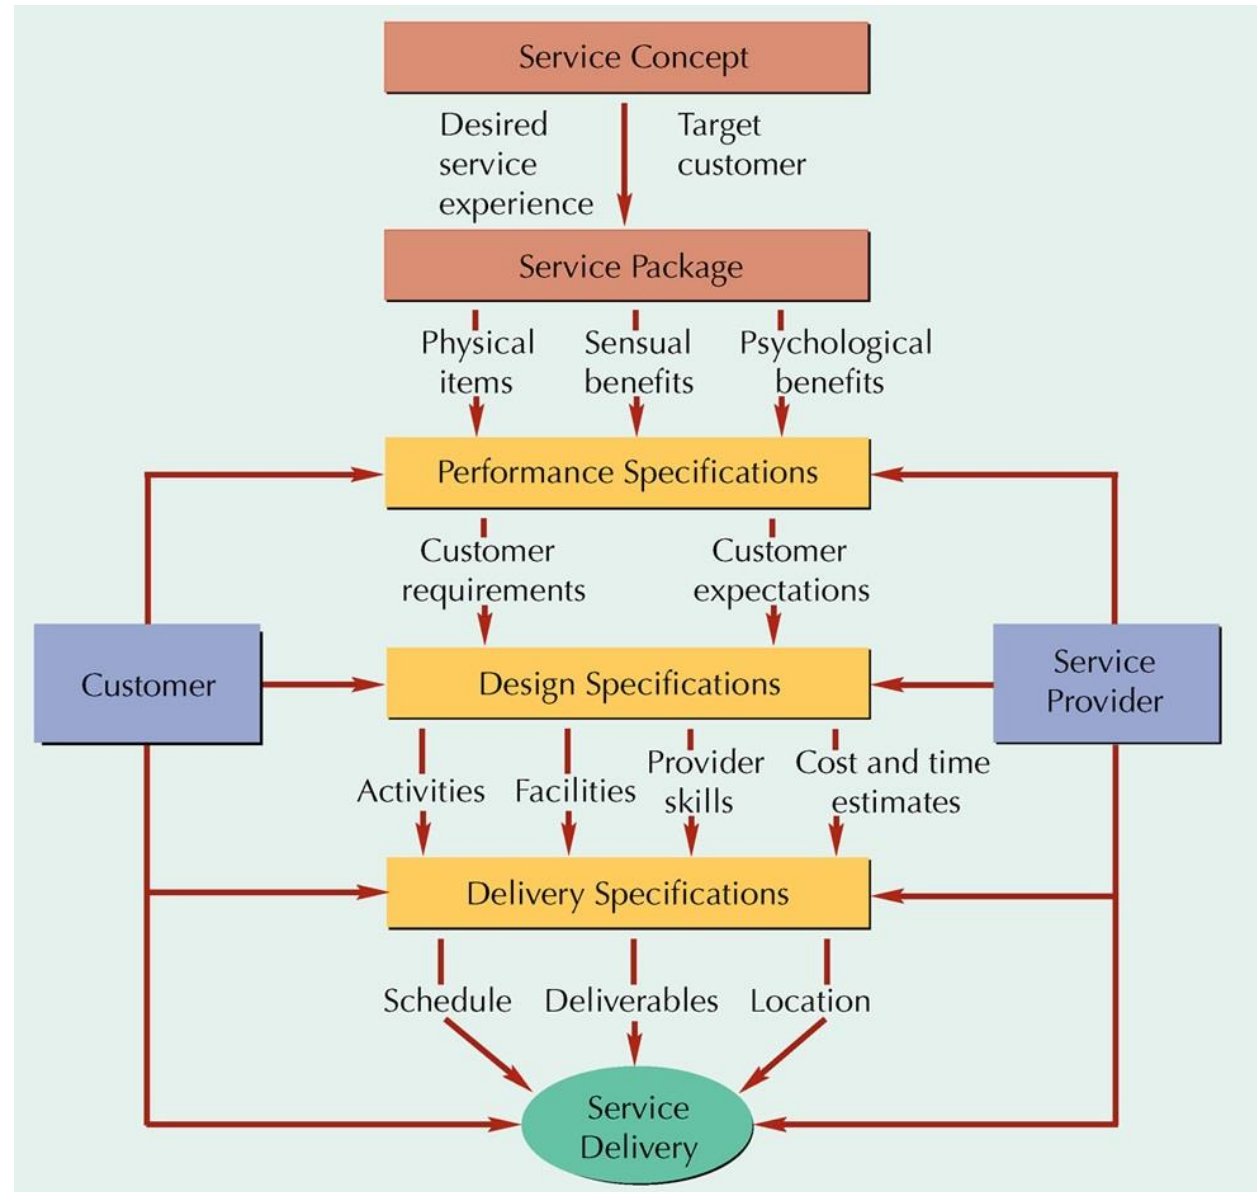 Service Concept
Desired
service
experience
Target
customer
Service Package
Physical
items
Sensual
benefits
Psychological
benefits
Performance Specifications
Customer
requirements
Customer
expectations
Customer
Design Specifications
Service
Provider
Activities
Facilities
Provider
skills
Cost and time
estimates
Delivery Specifications
Schedule
Deliverables
Location
Service
Delivery